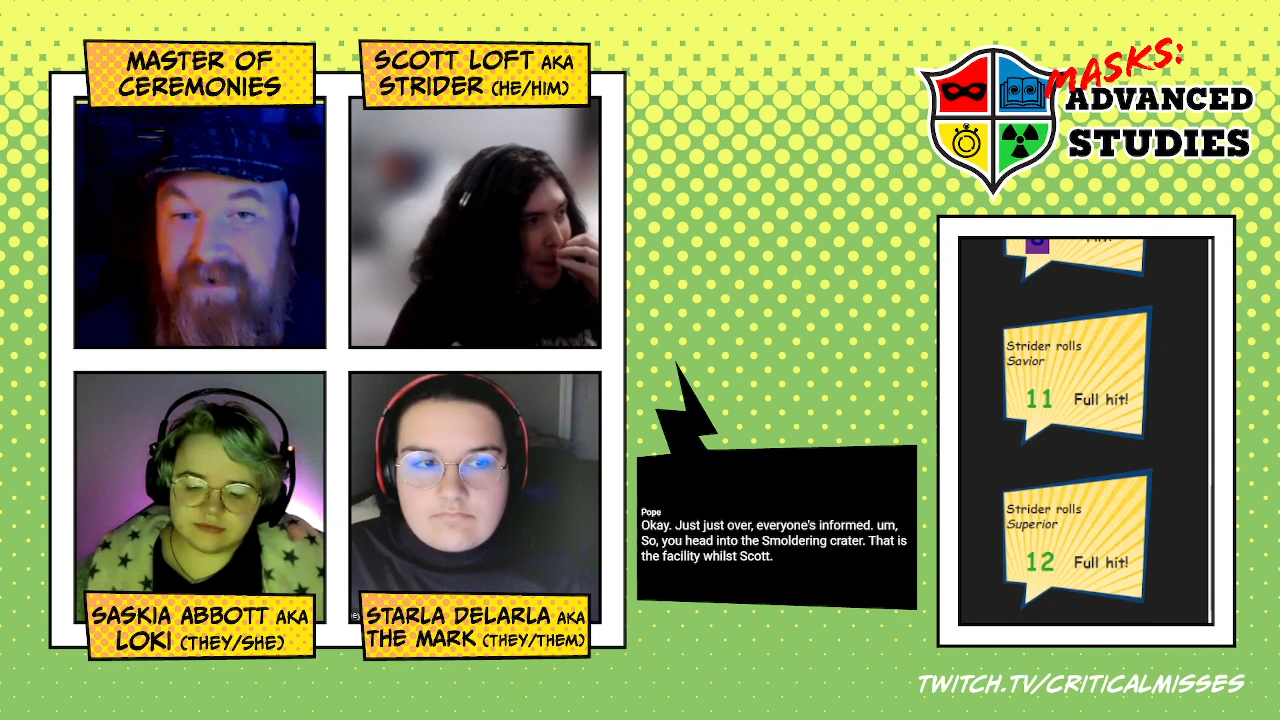 MASTER OF
CEREMONIES
SCOTT LOFT AKA
STRIDER (HE/HIM)
SASKIA ABBOTT AKA
LOKI (THEY/SHE)
STARLA DELARLA AKA
THE MARK (THEY/THEM)
Pope
Okay. Just just over, everyone's informed. um,
So, you head into the Smoldering crater. That is
the facility whilst Scott.
MASKS:
ADVANCED
STUDIES
Strider rolls
Savior
11 Full hit!
Strider rolls
Superior
12 Full hit!
TWITCH.TV/CRITICALMISSES